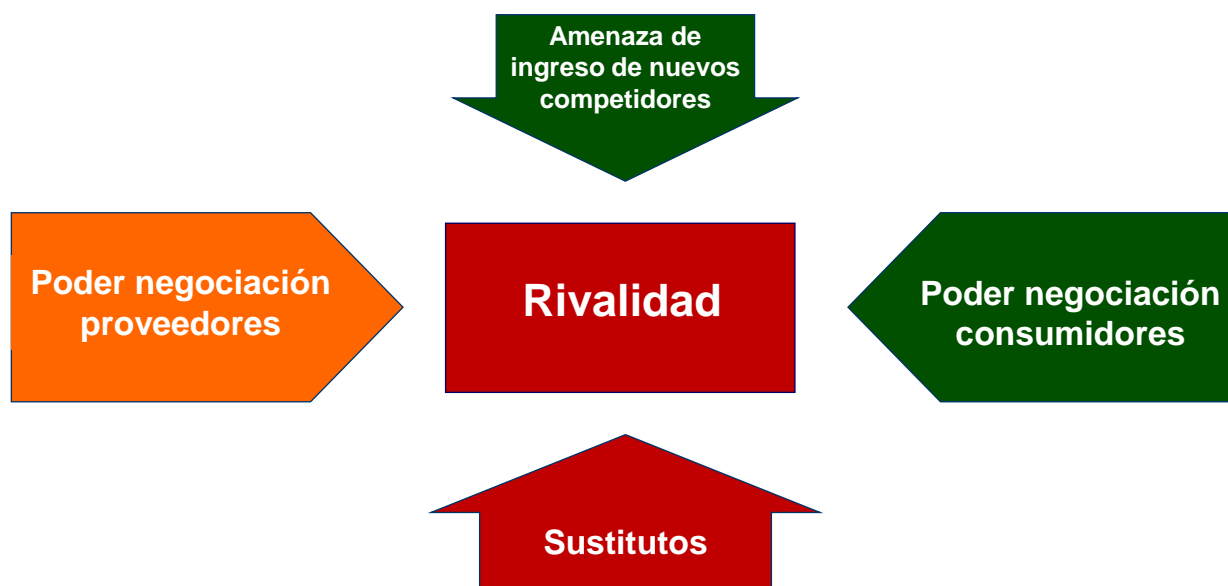 Amenaza de
ingreso de nuevos
competidores
Poder negociación
proveedores
Rivalidad
Poder negociación
consumidores
Sustitutos